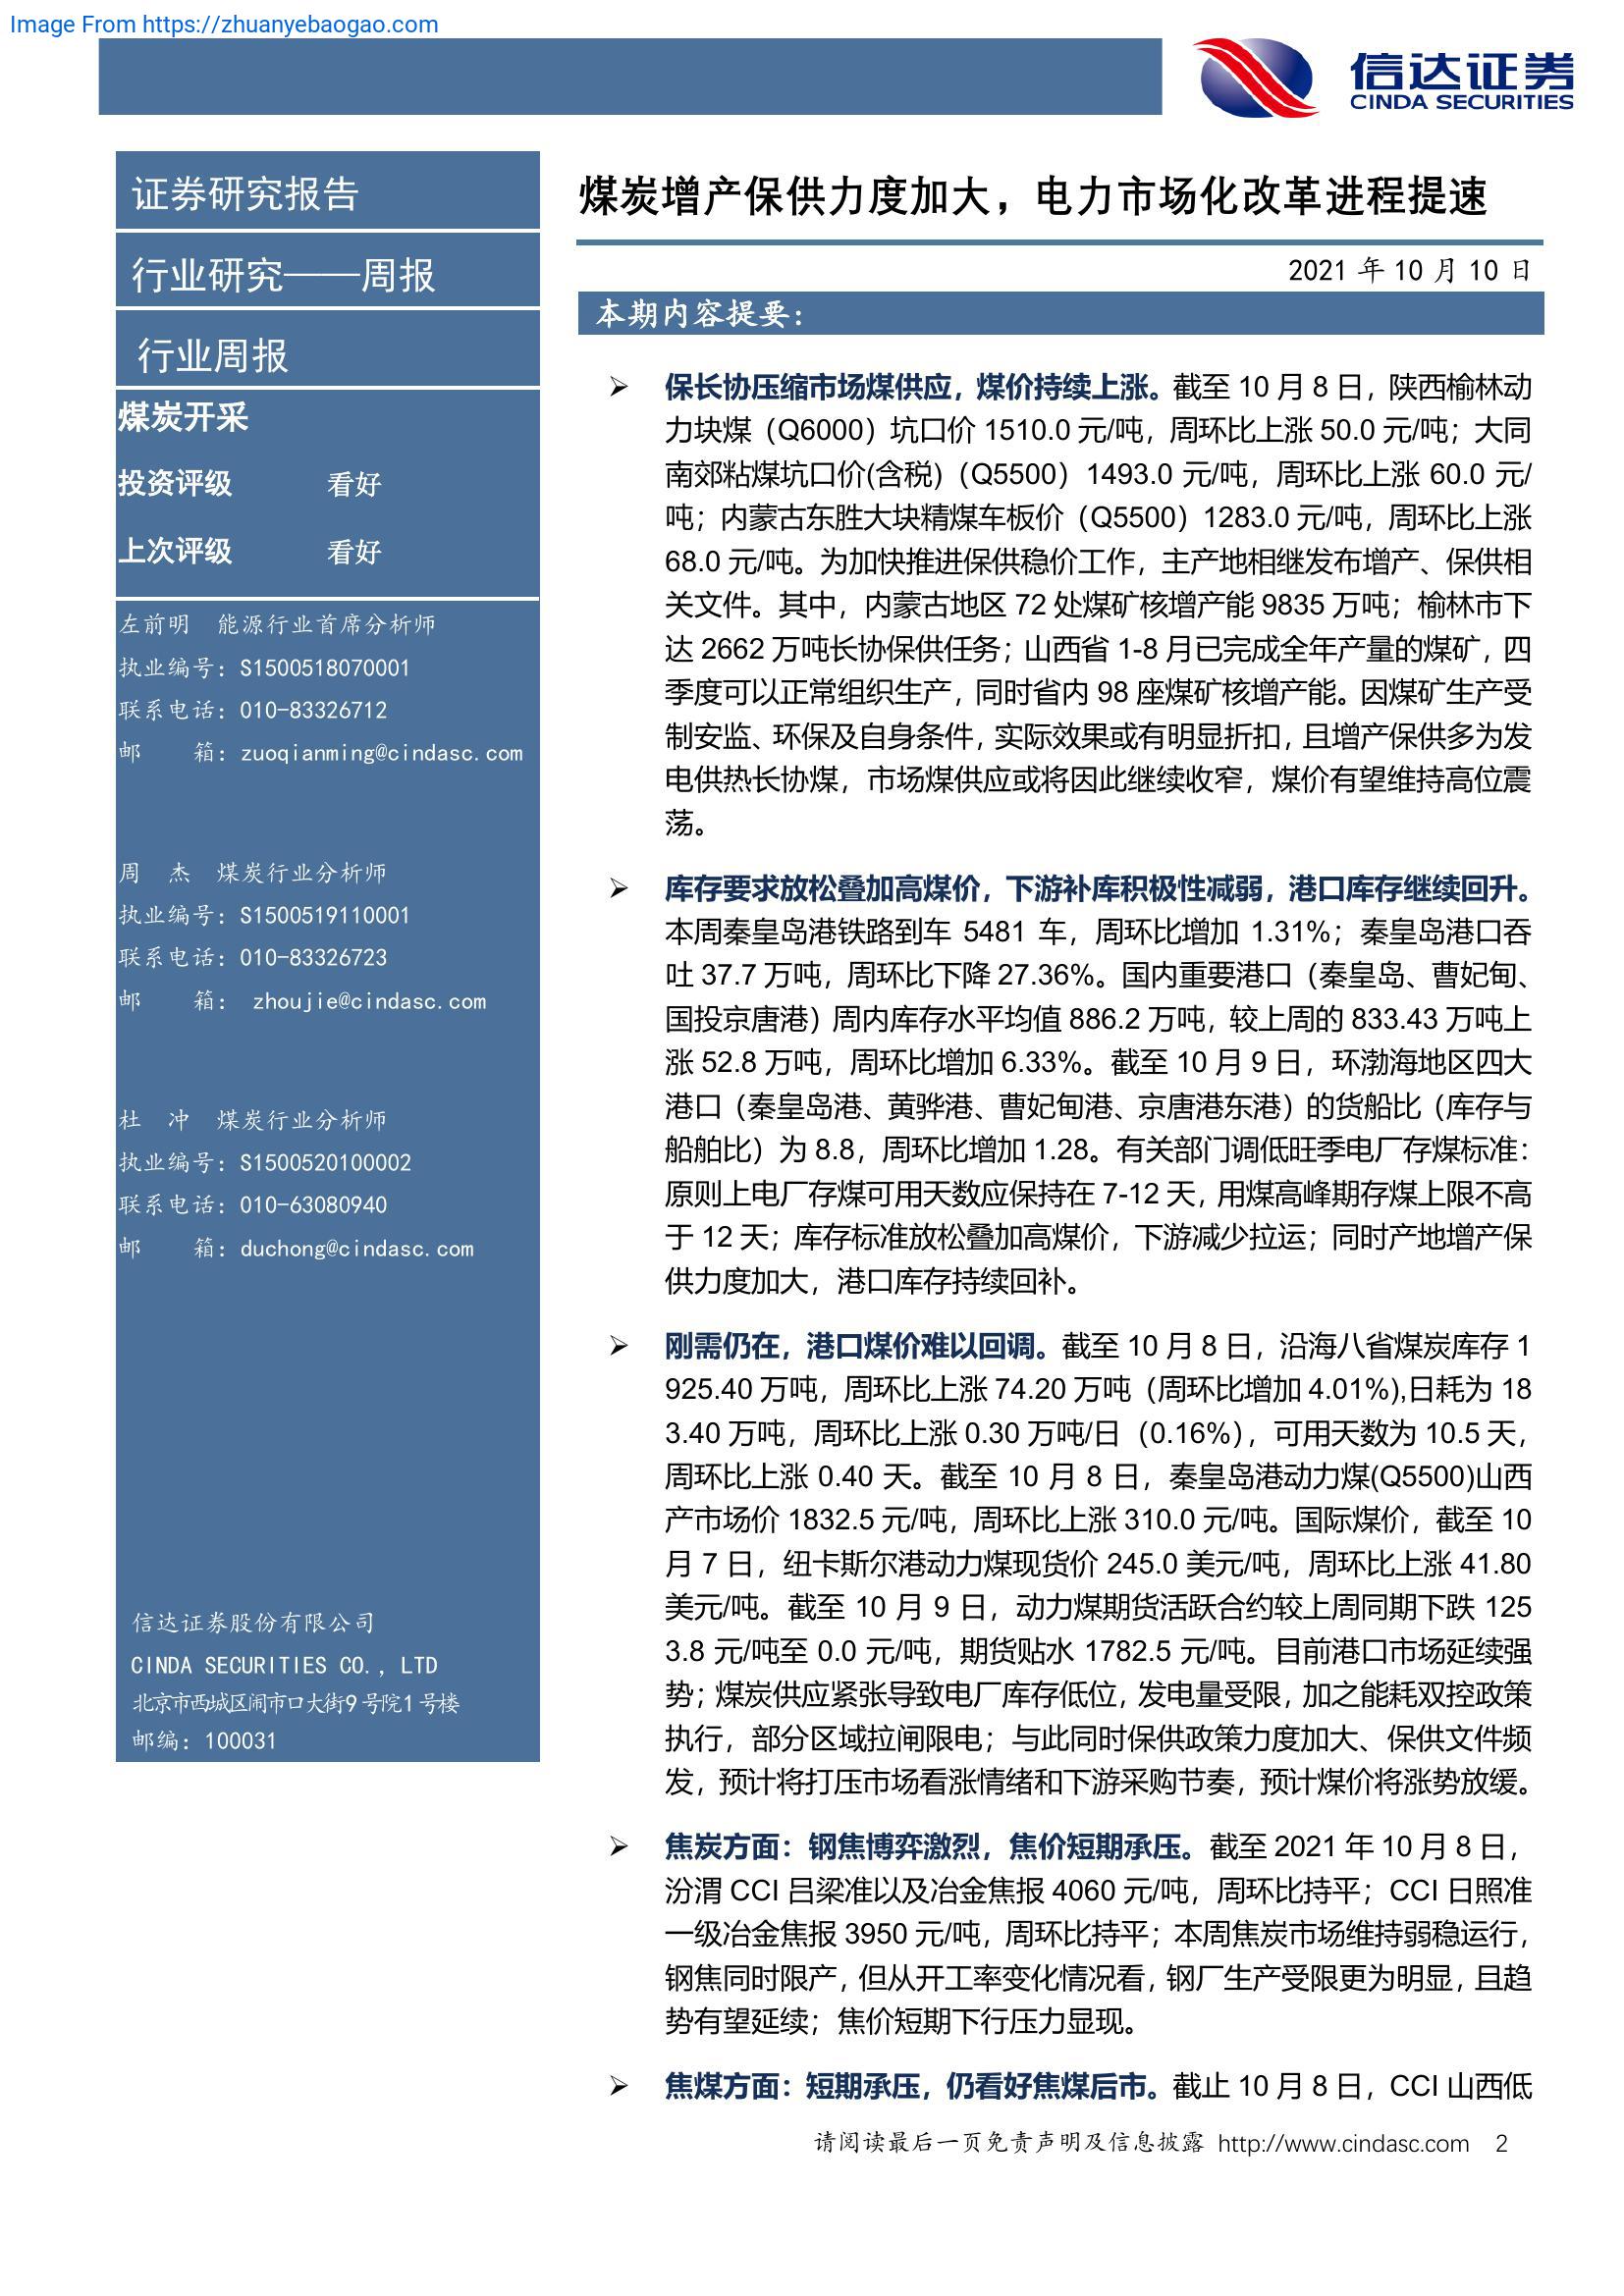 Image From https://zhuanyebaogao.com
信达证券
CINDA SECURITIES
证券研究报告
行业研究——周报
行业周报
煤炭开采
投资评级 看好
上次评级 看好
左前明 能源行业首席分析师
执业编号：S1500518070001
联系电话：010-83326712
邮 箱：zuoqianming@cindasc.com
周 杰 煤炭行业分析师
执业编号：S1500519110001
联系电话：010-83326723
邮 箱： zhoujie@cindasc.com
杜 冲 煤炭行业分析师
执业编号：S1500520100002
联系电话：010-63080940
邮 箱：duchong@cindasc.com
信达证券股份有限公司
CINDA SECURITIES CO., LTD
北京市西城区闹市口大街9号院1号楼
邮编：100031
煤炭增产保供力度加大，电力市场化改革进程提速
2021 年 10 月 10 日
本期内容提要：
➢ 保长协压缩市场煤供应，煤价持续上涨。截至 10 月 8 日，陕西榆林动
力块煤（Q6000）坑口价 1510.0 元/吨，周环比上涨 50.0 元/吨；大同
南郊粘煤坑口价(含税)（Q5500）1493.0 元/吨，周环比上涨 60.0 元/
吨；内蒙古东胜大块精煤车板价（Q5500）1283.0 元/吨，周环比上涨
68.0 元/吨。为加快推进保供稳价工作，主产地相继发布增产、保供相
关文件。其中，内蒙古地区 72 处煤矿核增产能 9835 万吨；榆林市下
达 2662 万吨长协保供任务；山西省 1-8 月已完成全年产量的煤矿，四
季度可以正常组织生产，同时省内 98 座煤矿核增产能。因煤矿生产受
制安监、环保及自身条件，实际效果或有明显折扣，且增产保供多为发
电供热长协煤，市场煤供应或将因此继续收窄，煤价有望维持高位震
荡。
➢ 库存要求放松叠加高煤价，下游补库积极性减弱，港口库存继续回升。
本周秦皇岛港铁路到车 5481 车，周环比增加 1.31%；秦皇岛港口吞
吐 37.7 万吨，周环比下降 27.36%。国内重要港口（秦皇岛、曹妃甸、
国投京唐港）周内库存水平均值 886.2 万吨，较上周的 833.43 万吨上
涨 52.8 万吨，周环比增加 6.33%。截至 10 月 9 日，环渤海地区四大
港口（秦皇岛港、黄骅港、曹妃甸港、京唐港东港）的货船比（库存与
船舶比）为 8.8，周环比增加 1.28。有关部门调低旺季电厂存煤标准：
原则上电厂存煤可用天数应保持在 7-12 天，用煤高峰期存煤上限不高
于 12 天；库存标准放松叠加高煤价，下游减少拉运；同时产地增产保
供力度加大，港口库存持续回补。
➢ 刚需仍在，港口煤价难以回调。截至 10 月 8 日，沿海八省煤炭库存 1
925.40 万吨，周环比上涨 74.20 万吨（周环比增加 4.01%),日耗为 18
3.40 万吨，周环比上涨 0.30 万吨/日（0.16%），可用天数为 10.5 天，
周环比上涨 0.40 天。截至 10 月 8 日，秦皇岛港动力煤(Q5500)山西
产市场价 1832.5 元/吨，周环比上涨 310.0 元/吨。国际煤价，截至 10
月 7 日，纽卡斯尔港动力煤现货价 245.0 美元/吨，周环比上涨 41.80
美元/吨。截至 10 月 9 日，动力煤期货活跃合约较上周同期下跌 125
3.8 元/吨至 0.0 元/吨，期货贴水 1782.5 元/吨。目前港口市场延续强
势；煤炭供应紧张导致电厂库存低位，发电量受限，加之能耗双控政策
执行，部分区域拉闸限电；与此同时保供政策力度加大、保供文件频
发，预计将打压市场看涨情绪和下游采购节奏，预计煤价将涨势放缓。
➢ 焦炭方面：钢焦博弈激烈，焦价短期承压。截至 2021 年 10 月 8 日，
汾渭 CCI 吕梁准以及冶金焦报 4060 元/吨，周环比持平；CCI 日照准
一级冶金焦报 3950 元/吨，周环比持平；本周焦炭市场维持弱稳运行，
钢焦同时限产，但从开工率变化情况看，钢厂生产受限更为明显，且趋
势有望延续；焦价短期下行压力显现。
➢ 焦煤方面：短期承压，仍看好焦煤后市。截止 10 月 8 日，CCI 山西低
请阅读最后一页免责声明及信息披露 http://www.cindasc.com 2